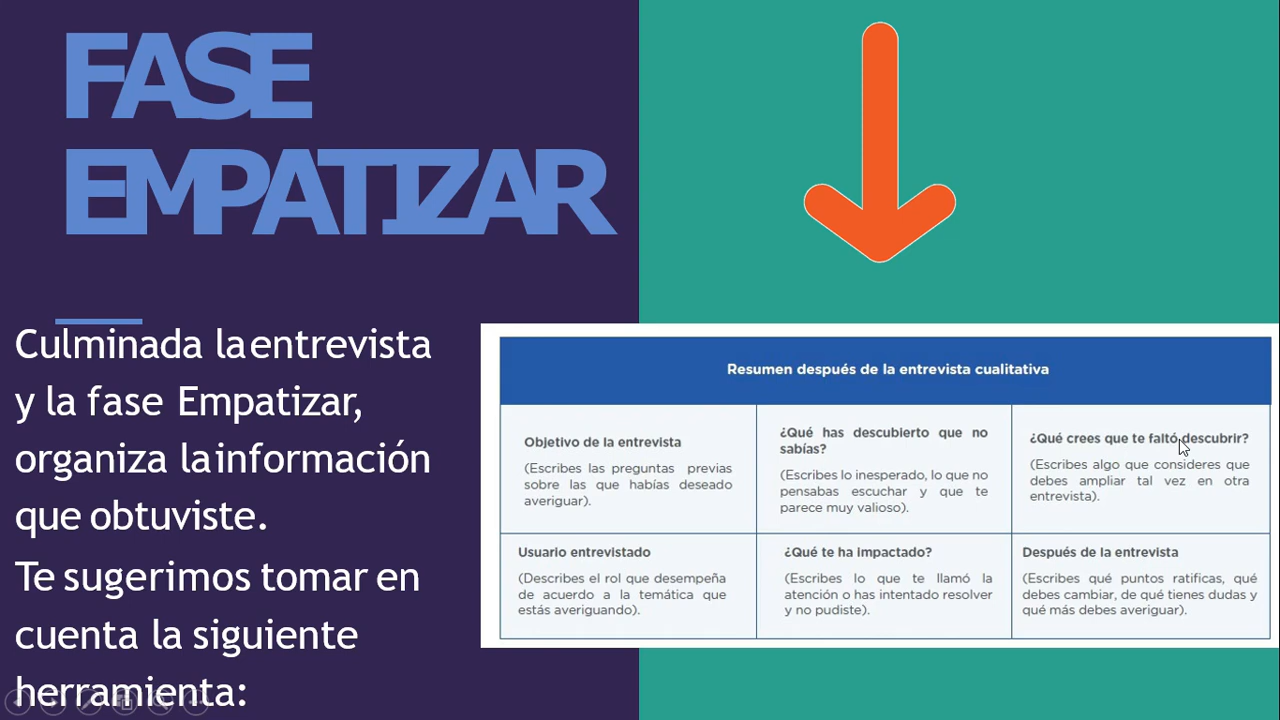 FASE
EMPATIZAR
Culminada la entrevista
y la fase Empatizar,
organiza la información
que obtuviste.
Te sugerimos tomar en
cuenta la siguiente
herramienta:
Resumen después de la entrevista cualitativa
Objetivo de la entrevista
(Escribes las preguntas previas
sobre las que habías deseado
averiguar).
¿Qué has descubierto que no
sabías?
(Escribes lo inesperado, lo que no
pensabas escuchar y que te
parece muy valioso).
¿Qué crees que te faltó descubrir?
(Escribes algo que consideres que
debes ampliar tal vez en otra
entrevista).
Usuario entrevistado
(Describes el rol que desempeña
de acuerdo a la temática que
estás averiguando).
¿Qué te ha impactado?
(Escribes lo que te llamó la
atención o has intentado resolver
y no pudiste).
Después de la entrevista
(Escribes qué puntos ratificas, qué
debes cambiar, de qué tienes dudas y
qué más debes averiguar).